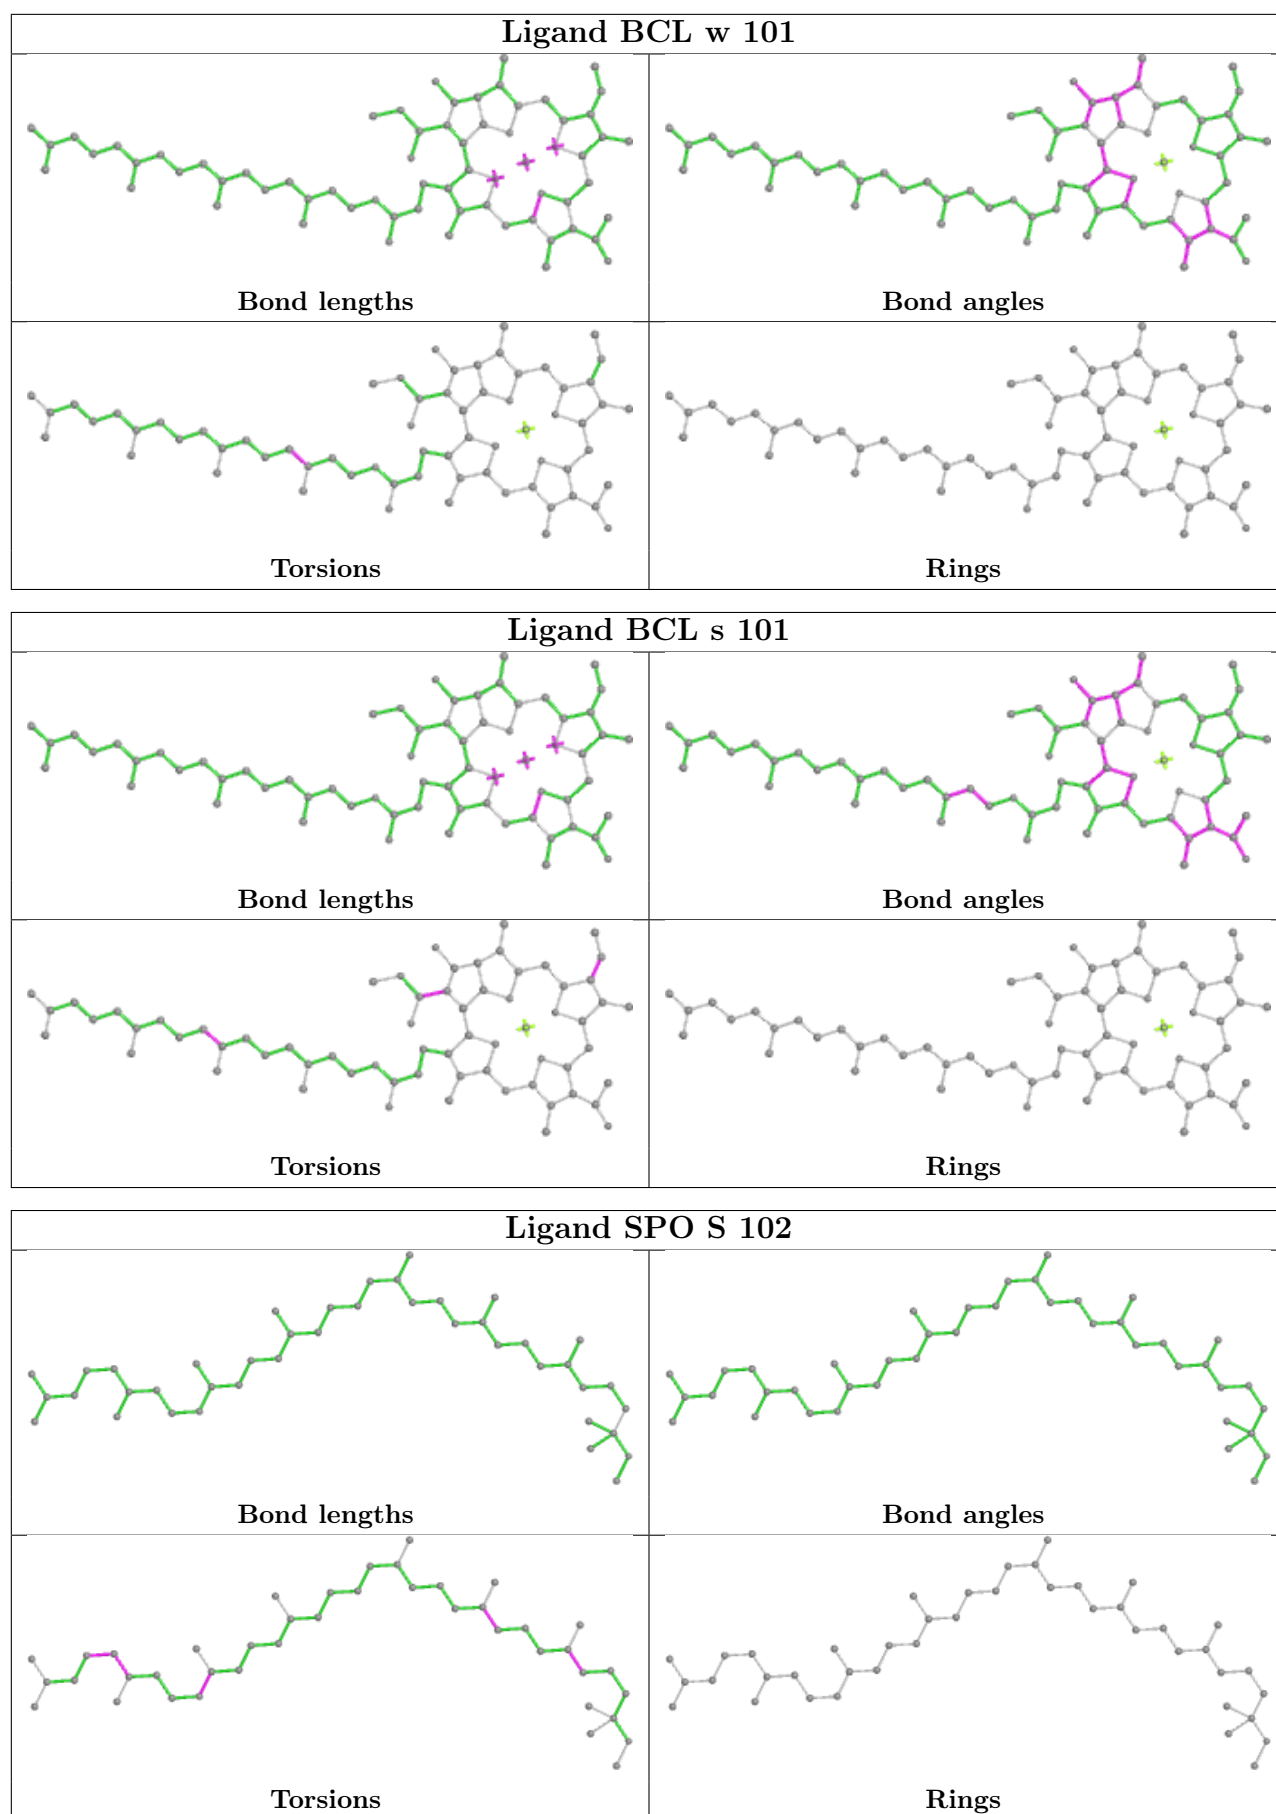 Ligand BCL w 101
Bond lengths
Bond angles
Torsions
Rings
Ligand BCL s 101
Bond lengths
Bond angles
Torsions
Rings
Ligand SPO S 102
Bond lengths
Bond angles
Torsions
Rings